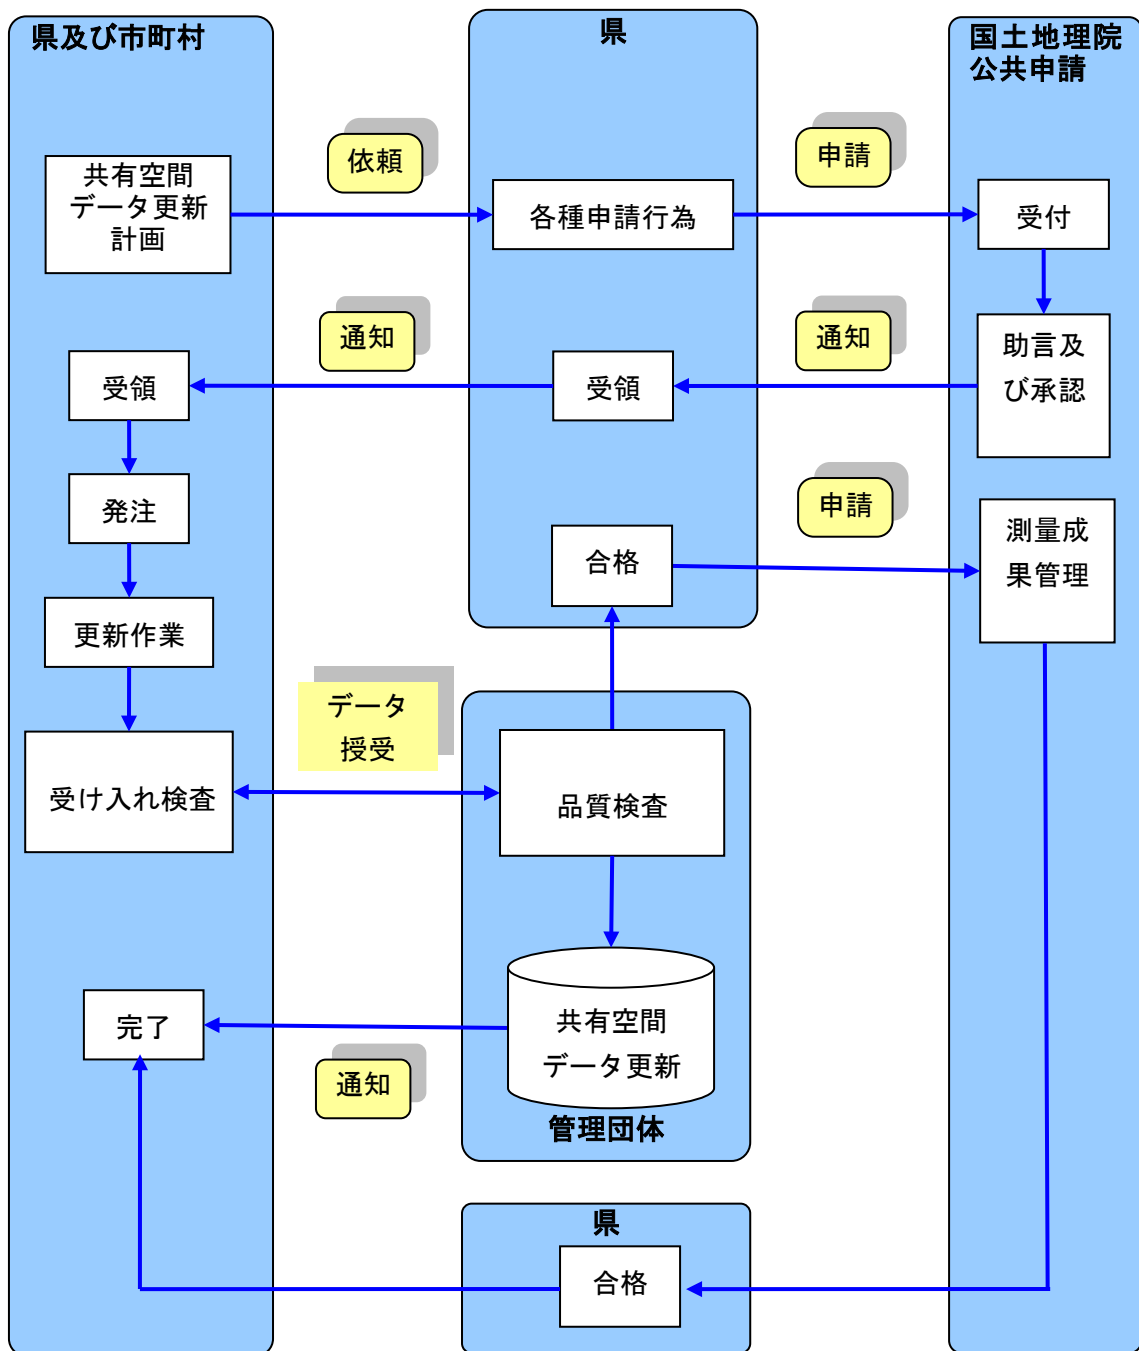 県及び市町村
県
国土地理院
公共申請
依頼
申請
共有空間
データ更新
計画
各種申請行為
受付
通知
通知
助言及
び承認
受領
受領
発注
申請
合格
測量成
果管理
更新作業
データ
授受
受け入れ検査
品質検査
完了
共有空間
データ更新
通知
管理団体
県
合格